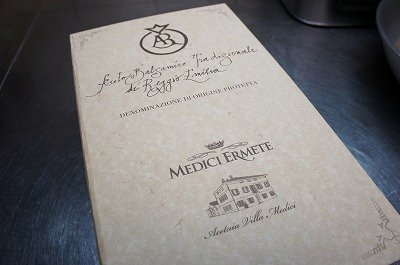 Aceto Balsamico Tradizionale
di Reggio Emilia
DENOMINAZIONE DI ORIGINE PROTETTA
MEDICI ERMETE
Acetaia Villa Medici